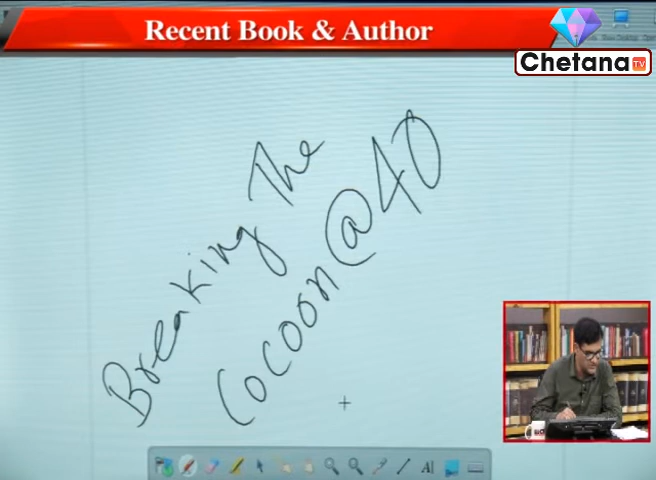 Recent Book & Author
Chetana TV
Breaking The
Cocoon@40